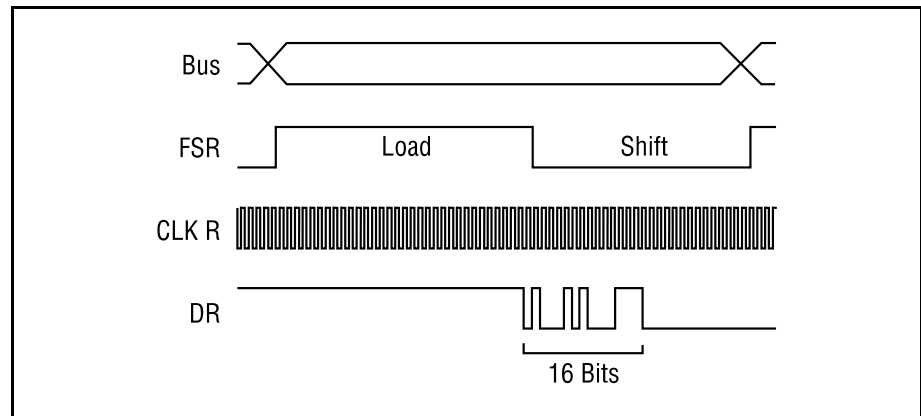 Bus
FSR
Load
Shift
CLK R
DR
16 Bits